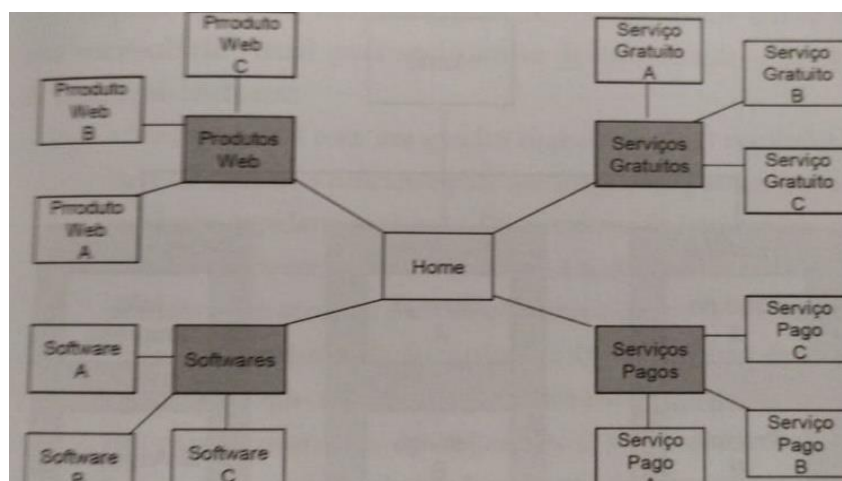 Prroduto
Web
C
Serviço
Gratuito
A
Serviço
Gratuito
B
Prroduto
Web
B
Produtos
Web
Serviços
Gratuitos
Serviço
Gratuito
C
Prroduto
Web
A
Home
Serviço
Pago
C
Software
A
Softwares
Serviços
Pagos
Software
B
Software
C
Serviço
Pago
A
Serviço
Pago
B